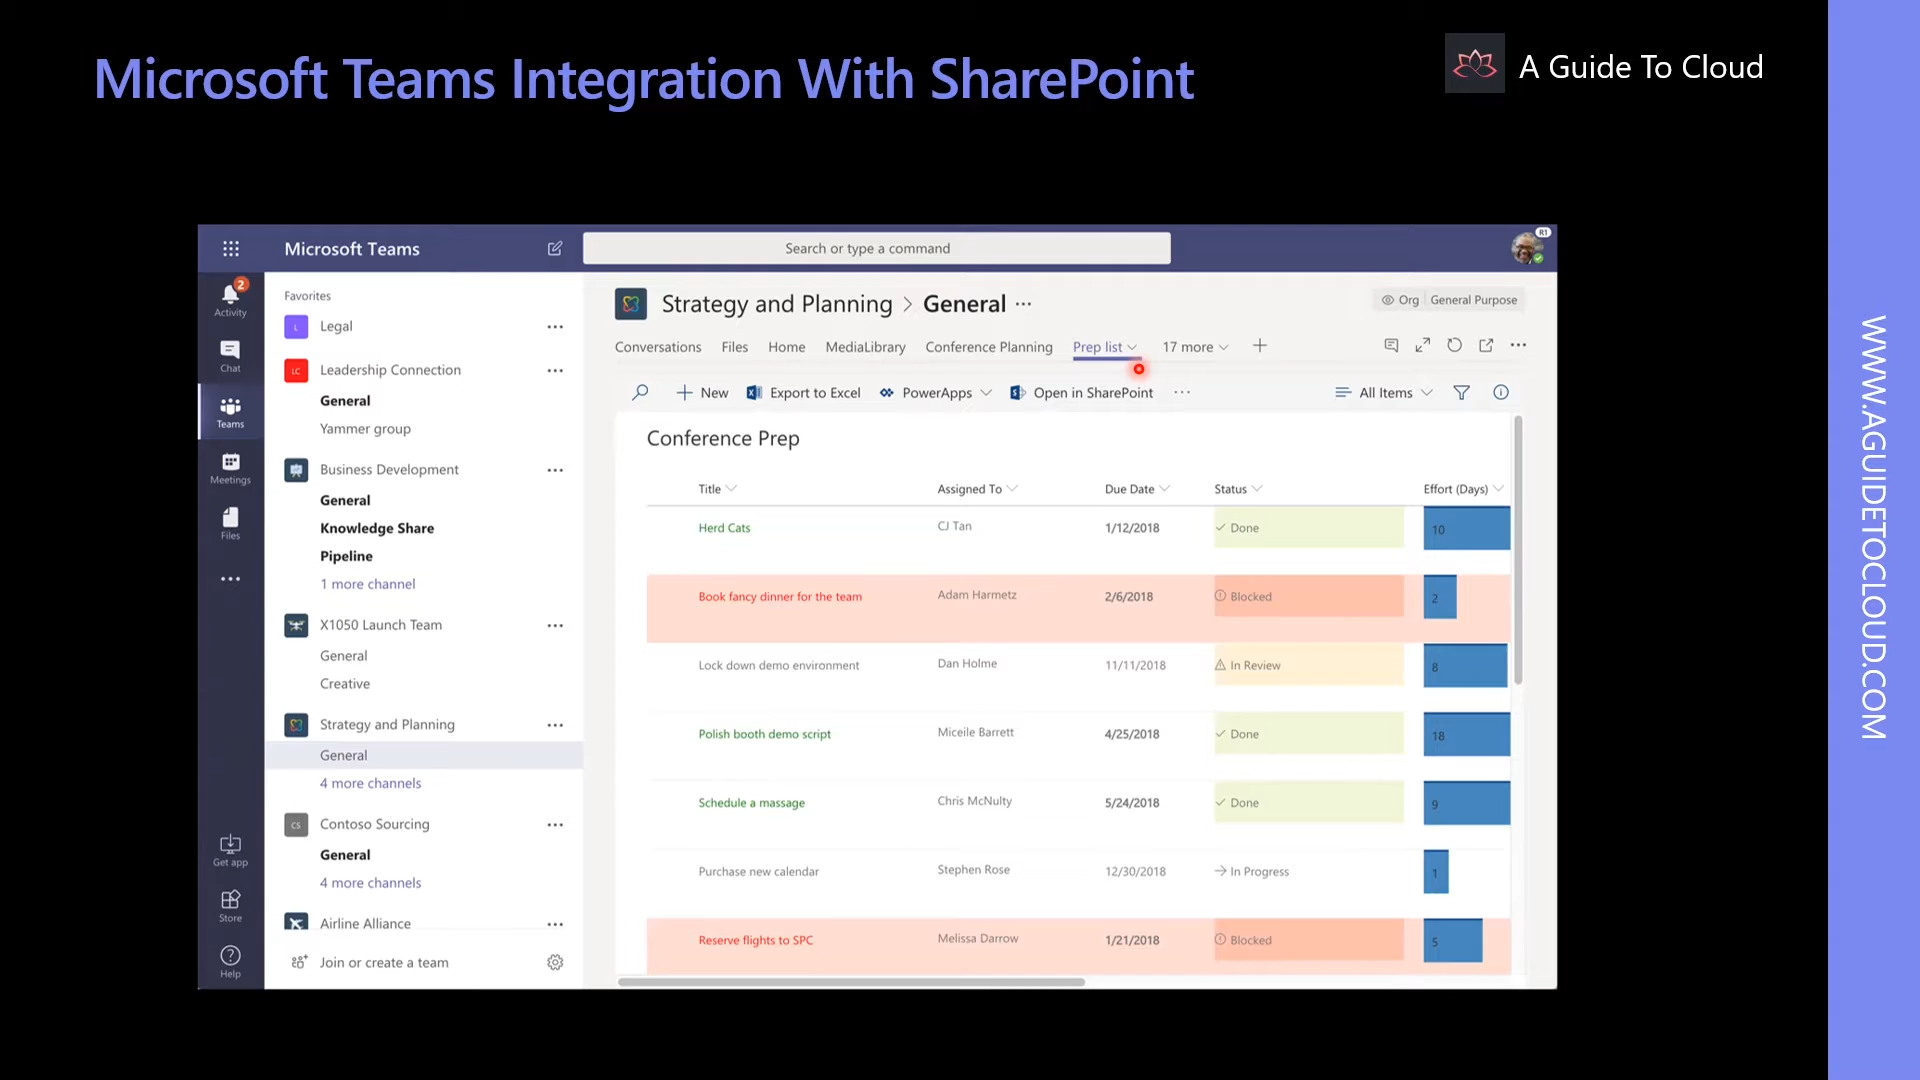 Microsoft Teams Integration With SharePoint
A Guide To Cloud
WWW.AGUIDETOCLOUD.COM
Microsoft Teams
Search or type a command
R1
2
Activity
Chat
Teams
Meetings
Files
Get app
Store
Help
Favorites
L Legal
LC Leadership Connection
General
Yammer group
Business Development
General
Knowledge Share
Pipeline
1 more channel
X1050 Launch Team
General
Creative
Strategy and Planning
General
4 more channels
CS Contoso Sourcing
General
4 more channels
Airline Alliance
Join or create a team
Strategy and Planning > General ...
Org General Purpose
Conversations Files Home MediaLibrary Conference Planning Prep list 17 more +
+ New Export to Excel PowerApps Open in SharePoint ... All Items
Conference Prep
Title Assigned To Due Date Status Effort (Days)
Herd Cats CJ Tan 1/12/2018 Done 10
Book fancy dinner for the team Adam Harmetz 2/6/2018 Blocked 2
Lock down demo environment Dan Holme 11/11/2018 In Review 8
Polish booth demo script Miceile Barrett 4/25/2018 Done 18
Schedule a massage Chris McNulty 5/24/2018 Done 9
Purchase new calendar Stephen Rose 12/30/2018 In Progress 1
Reserve flights to SPC Melissa Darrow 1/21/2018 Blocked 5